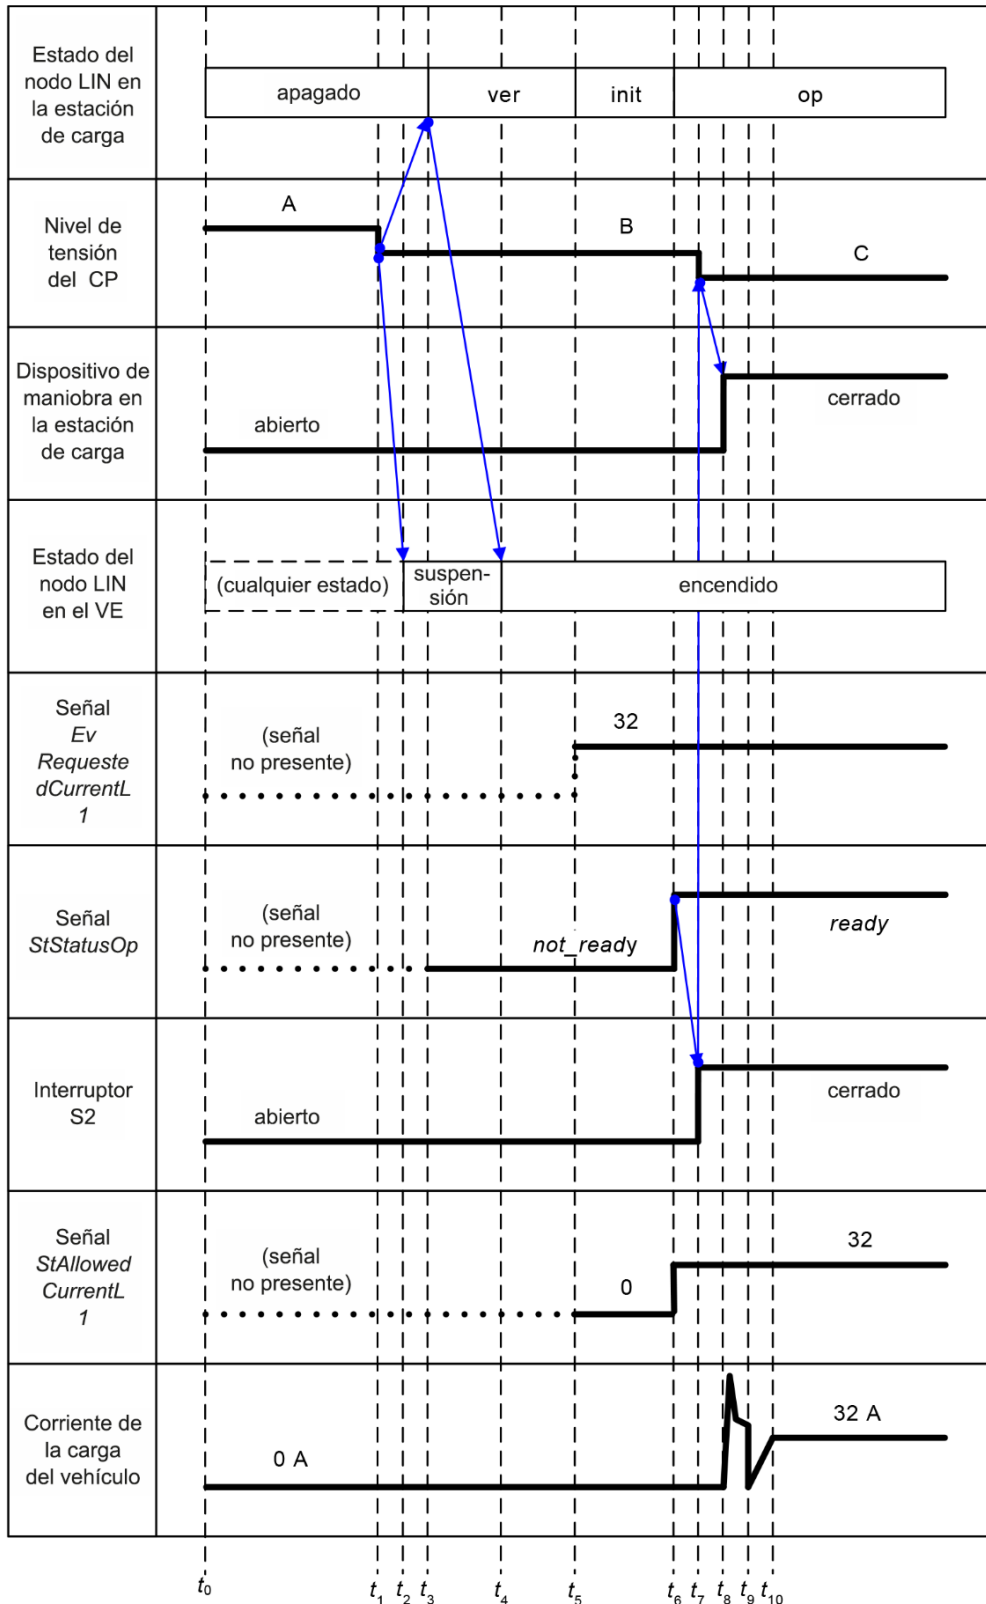 Estado del
nodo LIN en
la estación
de carga
apagado
ver
init
op
Nivel de
tensión
del CP
A
B
C
Dispositivo de
maniobra en
la estación
de carga
abierto
cerrado
Estado del
nodo LIN
en el VE
(cualquier estado)
suspen-
sión
encendido
Señal
Ev
Requeste
dCurrentL
1
(señal
no presente)
32
Señal
StStatusOp
(señal
no presente)
not_ready
ready
Interruptor
S2
abierto
cerrado
Señal
StAllowed
CurrentL
1
(señal
no presente)
0
32
Corriente de
la carga
del vehículo
0 A
32 A
t0 t1 t2 t3 t4 t5 t6 t7 t8 t9 t10